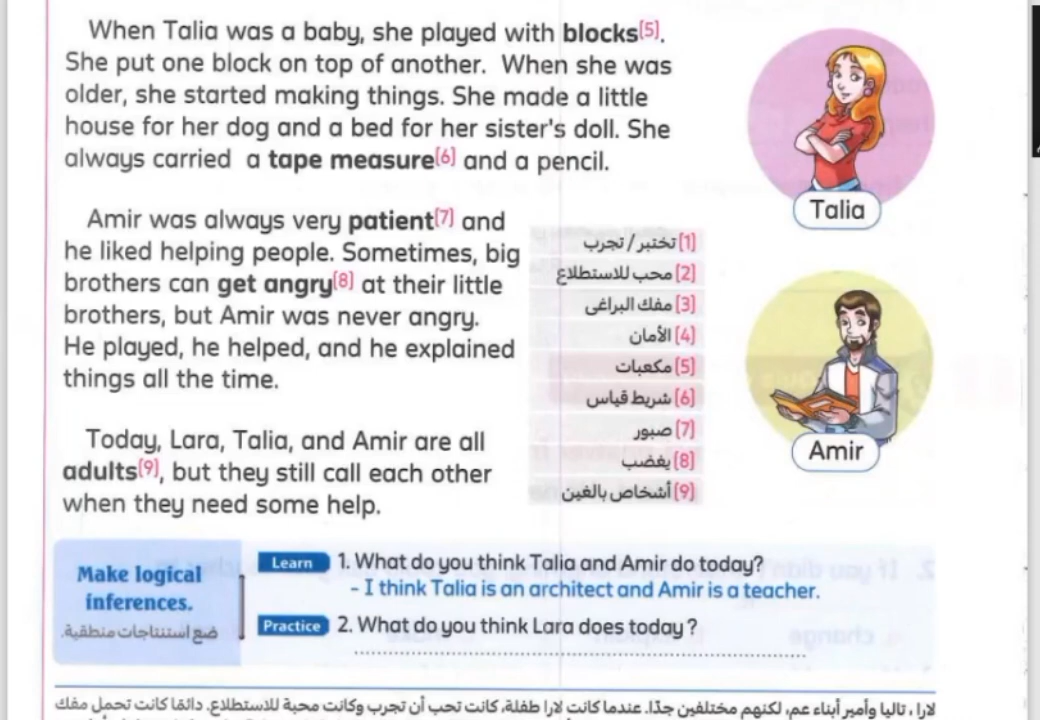 When Talia was a baby, she played with blocks[5].
She put one block on top of another. When she was
older, she started making things. She made a little
house for her dog and a bed for her sister's doll. She
always carried a tape measure[6] and a pencil.
Talia
Amir was always very patient[7] and
he liked helping people. Sometimes, big
brothers can get angry[8] at their little
brothers, but Amir was never angry.
He played, he helped, and he explained
things all the time.
Today, Lara, Talia, and Amir are all
adults[9], but they still call each other
when they need some help.
[1] تختبر / تجرب
[2] محب للاستطلاع
[3] مفك البراغى
[4] الأمان
[5] مكعبات
[6] شريط قياس
[7] صبور
[8] يغضب
[9] أشخاص بالغين
Amir
Make logical
inferences.
ضع استنتاجات منطقية.
Learn 1. What do you think Talia and Amir do today?
- I think Talia is an architect and Amir is a teacher.
Practice 2. What do you think Lara does today?
لارا، تاليا وأمير أبناء عم، لكنهم مختلفين جدًا. عندما كانت لارا طفلة، كانت تحب أن تجرب وكانت محبة للاستطلاع. دائمًا كانت تحمل مفك